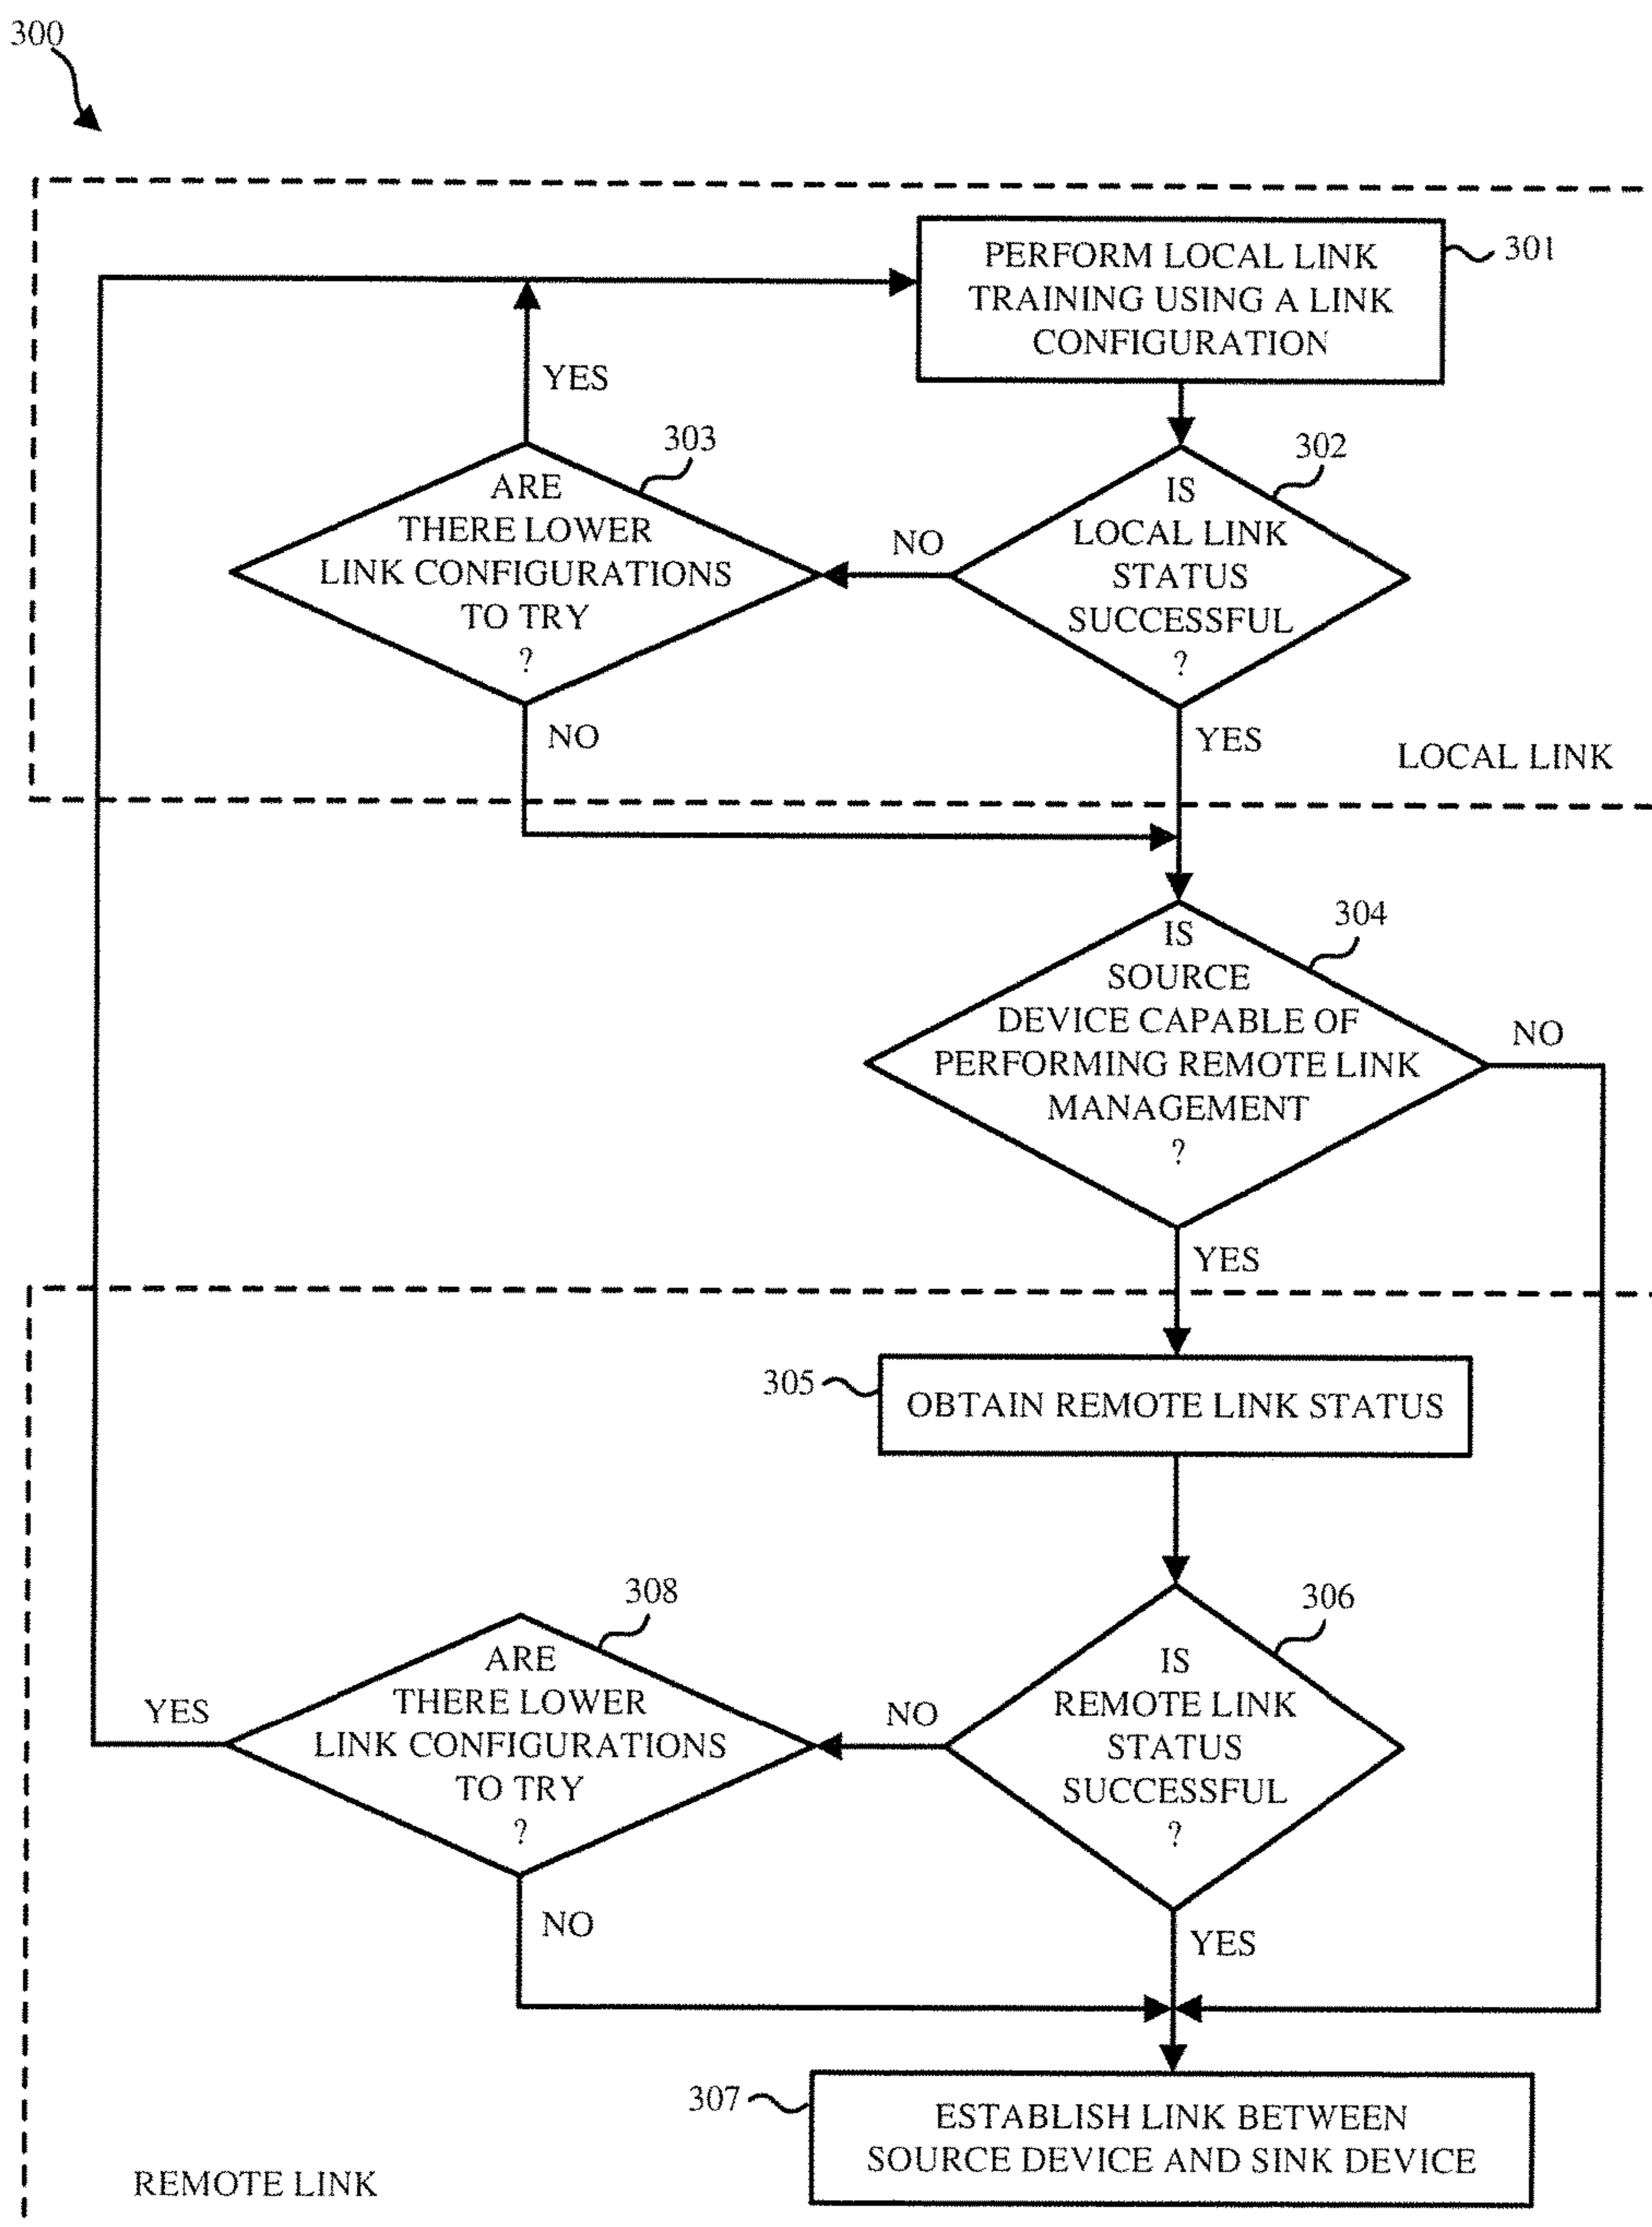 300
PERFORM LOCAL LINK
TRAINING USING A LINK
CONFIGURATION
301
YES
303
ARE
THERE LOWER
LINK CONFIGURATIONS
TO TRY
?
NO
302
IS
LOCAL LINK
STATUS
SUCCESSFUL
?
NO
YES
LOCAL LINK
304
IS
SOURCE
DEVICE CAPABLE OF
PERFORMING REMOTE LINK
MANAGEMENT
?
NO
YES
305
OBTAIN REMOTE LINK STATUS
308
ARE
THERE LOWER
LINK CONFIGURATIONS
TO TRY
?
YES
NO
306
IS
REMOTE LINK
STATUS
SUCCESSFUL
?
NO
YES
307
ESTABLISH LINK BETWEEN
SOURCE DEVICE AND SINK DEVICE
REMOTE LINK